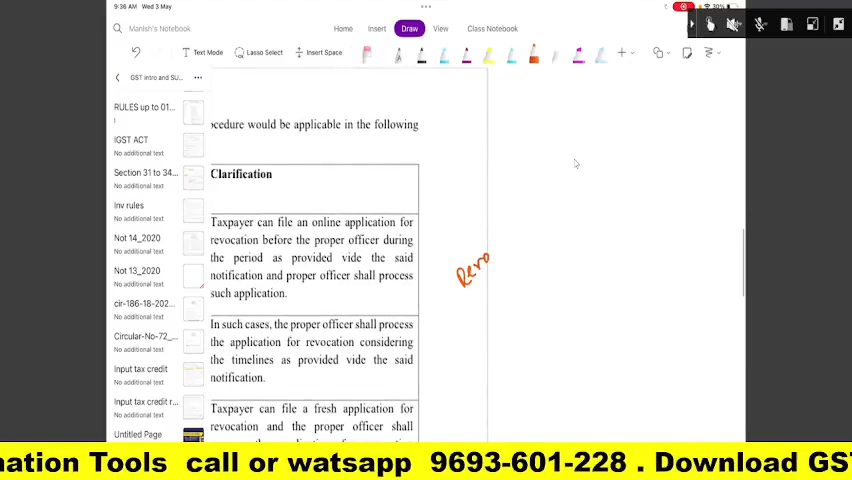 9:36 AM Wed 3 May
30%
Manish's Notebook
Home Insert Draw View Class Notebook
Text Mode Lasso Select Insert Space
GST intro and SU...
RULES up to 01...
IGST ACT
No additional text
Section 31 to 34...
No additional text
Inv rules
No additional text
Not 14_2020
No additional text
Not 13_2020
No additional text
cir-186-18-202...
No additional text
Circular-No-72_...
No additional text
Input tax credit
No additional text
Input tax credit r...
No additional text
Untitled Page
ocedure would be applicable in the following
Clarification
Taxpayer can file an online application for
revocation before the proper officer during
the period as provided vide the said
notification and proper officer shall process
such application.
In such cases, the proper officer shall process
the application for revocation considering
the timelines as provided vide the said
notification.
Taxpayer can file a fresh application for
revocation and the proper officer shall
Revo
mation Tools call or watsapp 9693-601-228 . Download GS